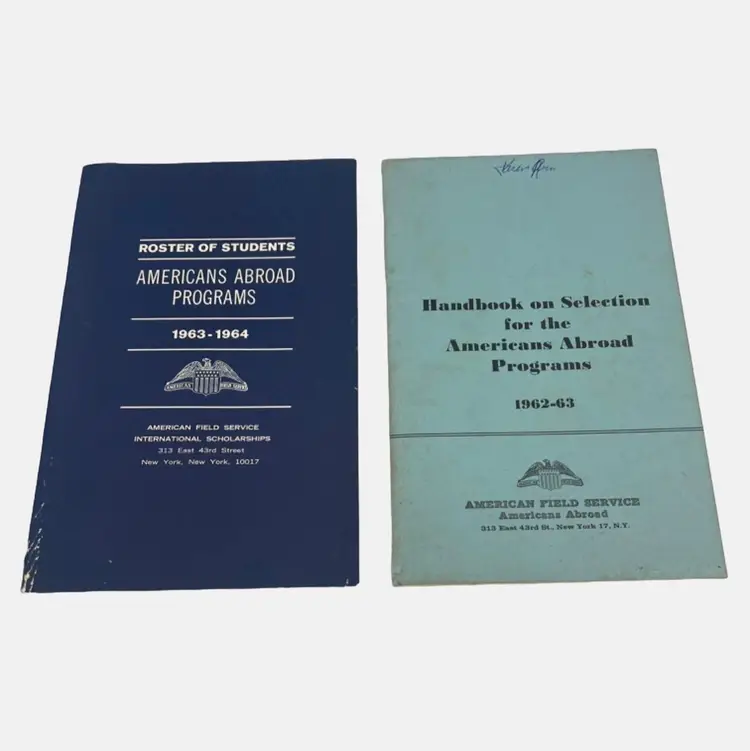 ROSTER OF STUDENTS
AMERICANS ABROAD
PROGRAMS
1963-1964
AMERICAN FIELD SERVICE
INTERNATIONAL SCHOLARSHIPS
313 East 43rd Street
New York, New York, 10017
Handbook on Selection
for the
Americans Abroad
Programs
1962-63
AMERICAN FIELD SERVICE
Americans Abroad
313 East 43rd St., New York 17, N.Y.